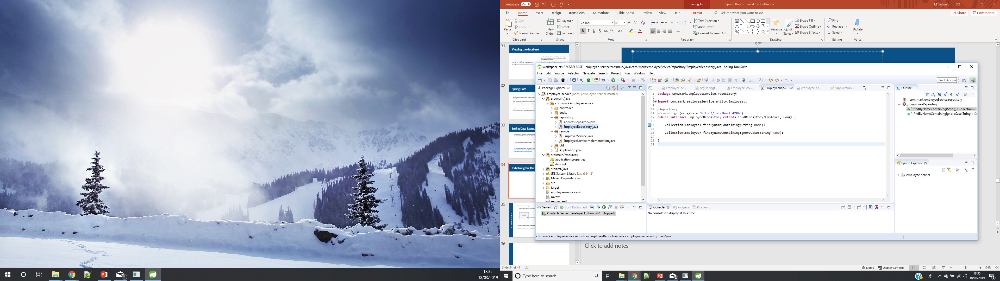 AutoSave On
Drawing Tools
Spring Boot - Saved to OneDrive
M Ledwold
File Home Insert Design Transitions Animations Slide Show Review View Help Format Tell me what you want to do
Share Comments
Paste
Cut
Copy
Format Painter
Clipboard
New Slide
Layout
Reset
Section
Slides
Calibri 48
Font
Text Direction
Align Text
Convert to SmartArt
Paragraph
Arrange
Quick Styles
Shape Fill
Shape Outline
Shape Effects
Drawing
Find
Replace
Select
Editing
Dictate
Voice
31
Viewing the database
32
Spring Data
33
Spring Data Examp
34
Initialising the Data
35
36
workspace-sts-3.9.7.RELEASE - employee-service/src/main/java/com/mark/employeeService/repository/EmployeeRepository.java - Spring Tool Suite
File Edit Source Refactor Navigate Search Project Run Window Help
Quick Access
Package Explorer
employee-service [boot] [employee-service master]
src/main/java
com.mark.employeeService
controller
entity
repository
AddressRepository.java
EmployeeRepository.java
service
EmployeeService.java
EmployeeServiceImplementation.java
util
Application.java
src/main/resources
application.properties
data.sql
src/test/java
JRE System Library [JavaSE-1.8]
Maven Dependencies
src
target
employee-service.iml
mvnw
mvnw.cmd
employee-se... org.springf... EmployeeServ... EmployeeRep... employee-se... *application... 3
1 package com.mark.employeeService.repository;
2
3 import com.mark.employeeService.entity.Employee;
9
10 @Repository
11 @CrossOrigin(origins = "http://localhost:4200")
12 public interface EmployeeRepository extends CrudRepository<Employee, Long> {
13
14 Collection<Employee> findByNameContaining(String name);
15
16 Collection<Employee> findByNameContainingIgnoreCase(String name);
17
18 }
19
Outline
com.mark.employeeService.repository
EmployeeRepository
findByNameContaining(String) : Collection<E
findByNameContainingIgnoreCase(String) : C
Spring Explorer
employee-service
Servers Boot Dashboard
Pivotal tc Server Developer Edition v4.0 [Stopped]
Console Progress Problems
No consoles to display at this time.
com.mark.employeeService.repository.EmployeeRepository.java - employee-service/src/main/java
Click to add notes
Slide 34 of 44
Notes Display Settings 101%
2
18:35
18/03/2019
Type here to search
2
18:35
18/03/2019
5